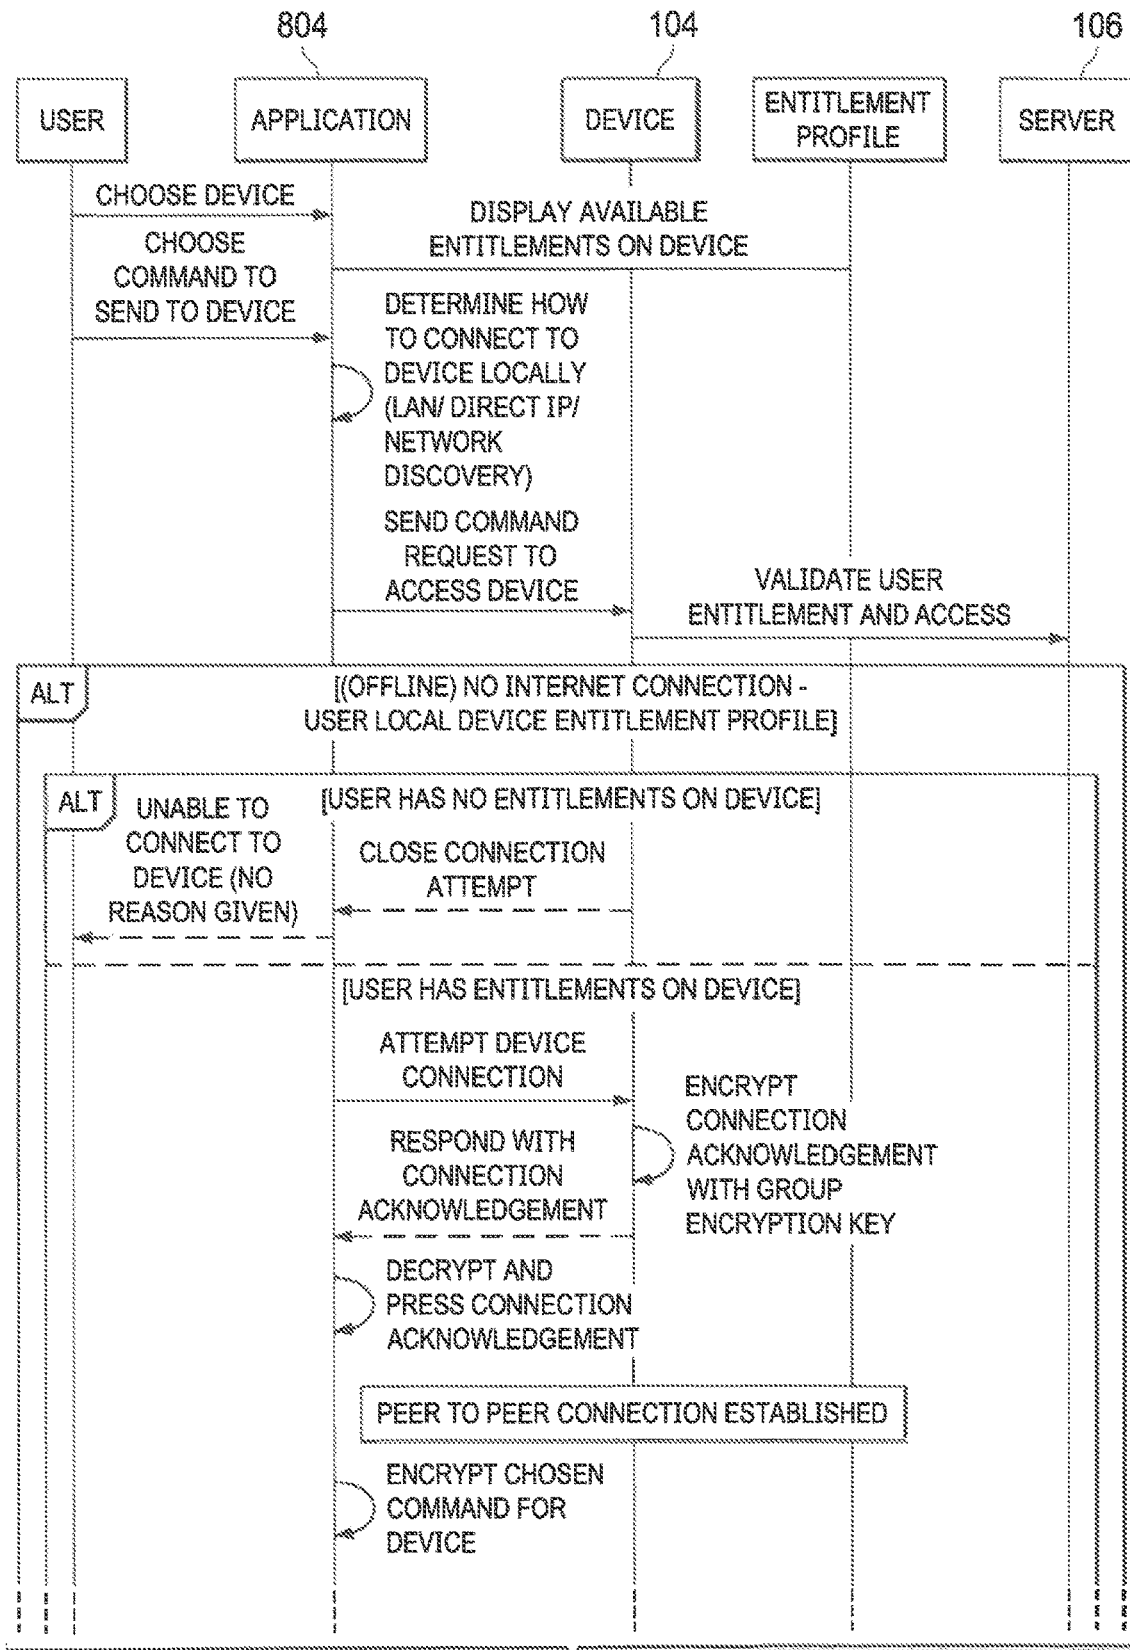 804
104
106
USER
APPLICATION
DEVICE
ENTITLEMENT
PROFILE
SERVER
CHOOSE DEVICE
DISPLAY AVAILABLE
ENTITLEMENTS ON DEVICE
CHOOSE
COMMAND TO
SEND TO DEVICE
DETERMINE HOW
TO CONNECT TO
DEVICE LOCALLY
(LAN/ DIRECT IP/
NETWORK
DISCOVERY)
SEND COMMAND
REQUEST TO
ACCESS DEVICE
VALIDATE USER
ENTITLEMENT AND ACCESS
ALT
[(OFFLINE) NO INTERNET CONNECTION -
USER LOCAL DEVICE ENTITLEMENT PROFILE]
ALT
[USER HAS NO ENTITLEMENTS ON DEVICE]
UNABLE TO
CONNECT TO
DEVICE (NO
REASON GIVEN)
CLOSE CONNECTION
ATTEMPT
[USER HAS ENTITLEMENTS ON DEVICE]
ATTEMPT DEVICE
CONNECTION
ENCRYPT
CONNECTION
ACKNOWLEDGEMENT
WITH GROUP
ENCRYPTION KEY
RESPOND WITH
CONNECTION
ACKNOWLEDGEMENT
DECRYPT AND
PRESS CONNECTION
ACKNOWLEDGEMENT
PEER TO PEER CONNECTION ESTABLISHED
ENCRYPT CHOSEN
COMMAND FOR
DEVICE